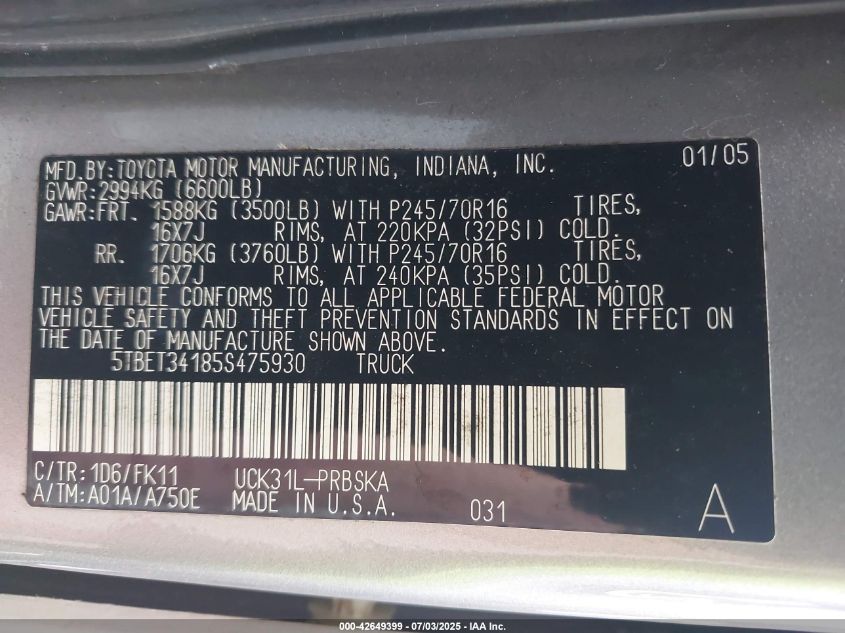 MFD.BY:TOYOTA MOTOR MANUFACTURING, INDIANA, INC. 01/05
GVWR:2994KG (6600LB)
GAWR:FRT. 1588KG (3500LB) WITH P245/70R16 TIRES,
16X7J RIMS, AT 220KPA (32PSI) COLD.
RR. 1706KG (3760LB) WITH P245/70R16 TIRES,
16X7J RIMS, AT 240KPA (35PSI) COLD.
THIS VEHICLE CONFORMS TO ALL APPLICABLE FEDERAL MOTOR
VEHICLE SAFETY AND THEFT PREVENTION STANDARDS IN EFFECT ON
THE DATE OF MANUFACTURE SHOWN ABOVE.
5TBET34185S475930 TRUCK
C/TR:1D6/FK11 UCK31L-PRBSKA
A/TM:A01A/A750E MADE IN U.S.A. 031 A
000-42649399 - 07/03/2025 - IAA Inc.